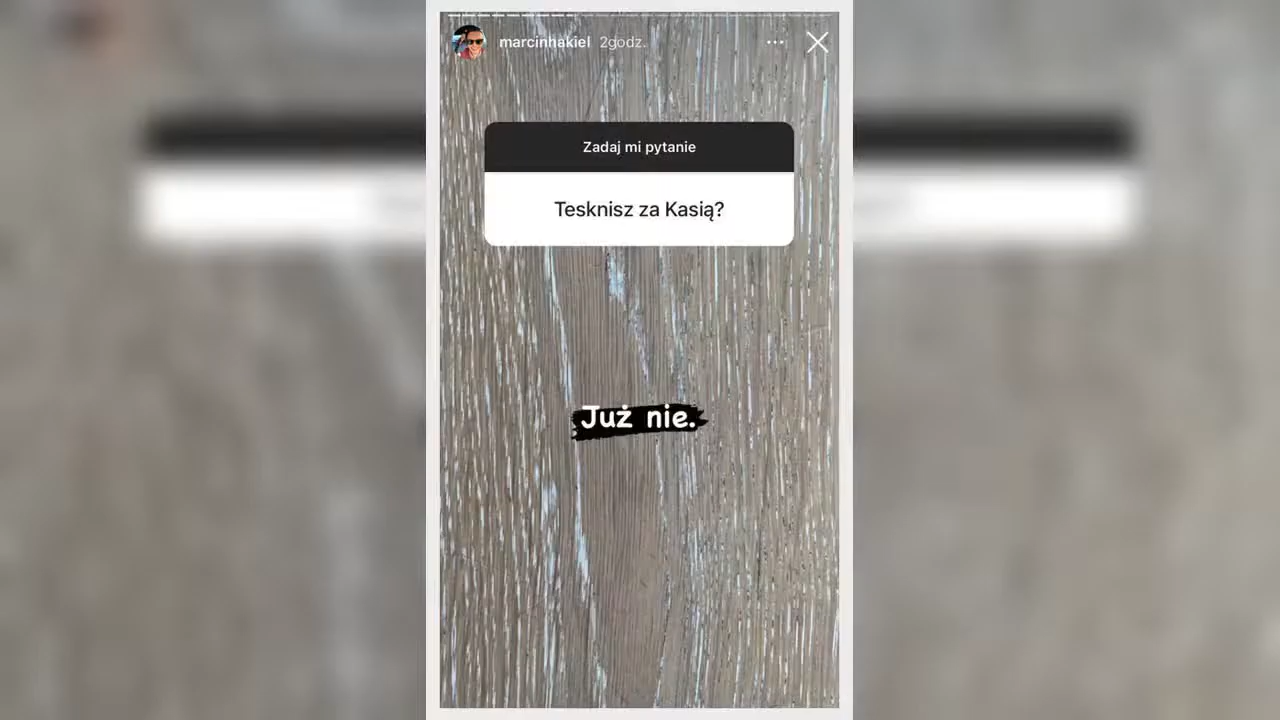 marcinhakiel 2godz.
Zadaj mi pytanie
Tesknisz za Kasią?
Już nie.